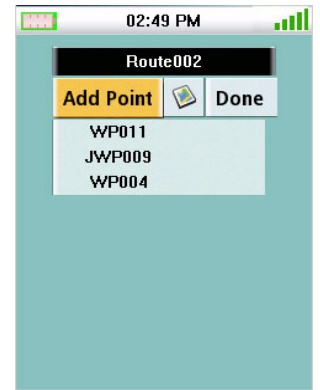 02:49 PM
Route002
Add Point Done
WP011
JWP009
WP004